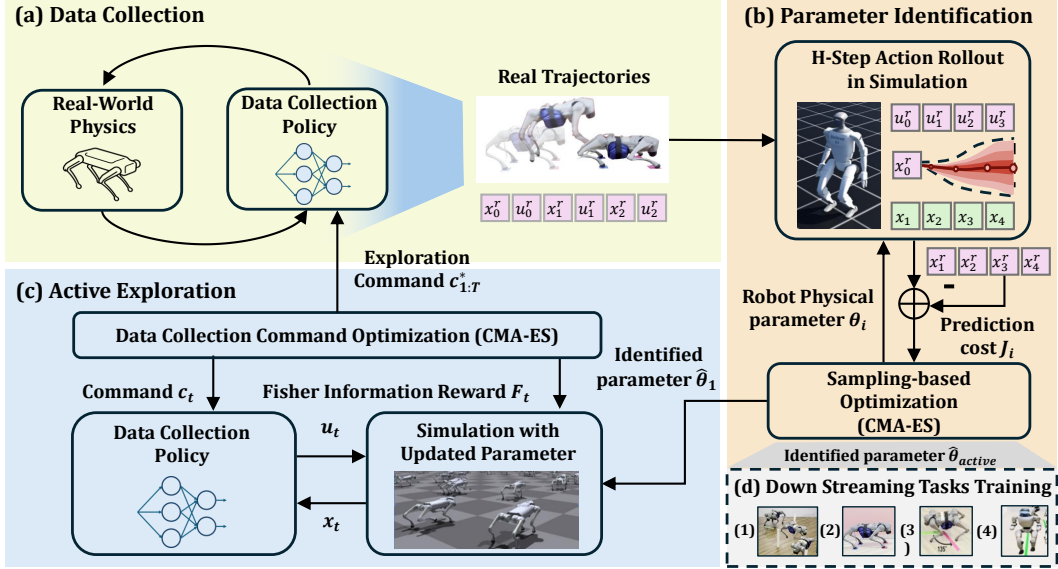 (a) Data Collection
Real-World
Physics
Data Collection
Policy
Real Trajectories
x_0^r u_0^r x_1^r u_1^r x_2^r u_2^r
Exploration
Command c^*_{1:T}
(b) Parameter Identification
H-Step Action Rollout
in Simulation
u_0^r u_1^r u_2^r u_3^r
x_0^r
x_1 x_2 x_3 x_4
x_1^r x_2^r x_3^r x_4^r
-
Robot Physical
parameter θ_i
Prediction
cost J_i
Sampling-based
Optimization
(CMA-ES)
Identified parameter θ̂_{active}
(c) Active Exploration
Data Collection Command Optimization (CMA-ES)
Identified
parameter θ̂_1
Command c_t
Fisher Information Reward F_t
Data Collection
Policy
u_t
x_t
Simulation with
Updated Parameter
(d) Down Streaming Tasks Training
(1) (2) (3 (4)
)
135°